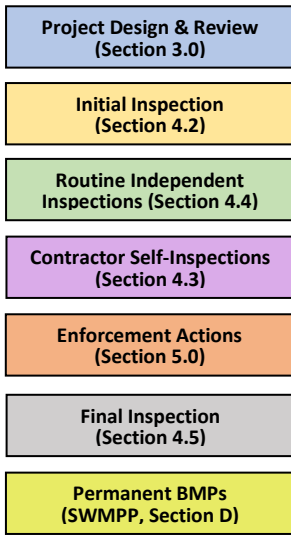 Project Design & Review
(Section 3.0)
Initial Inspection
(Section 4.2)
Routine Independent
Inspections (Section 4.4)
Contractor Self-Inspections
(Section 4.3)
Enforcement Actions
(Section 5.0)
Final Inspection
(Section 4.5)
Permanent BMPs
(SWMPP, Section D)